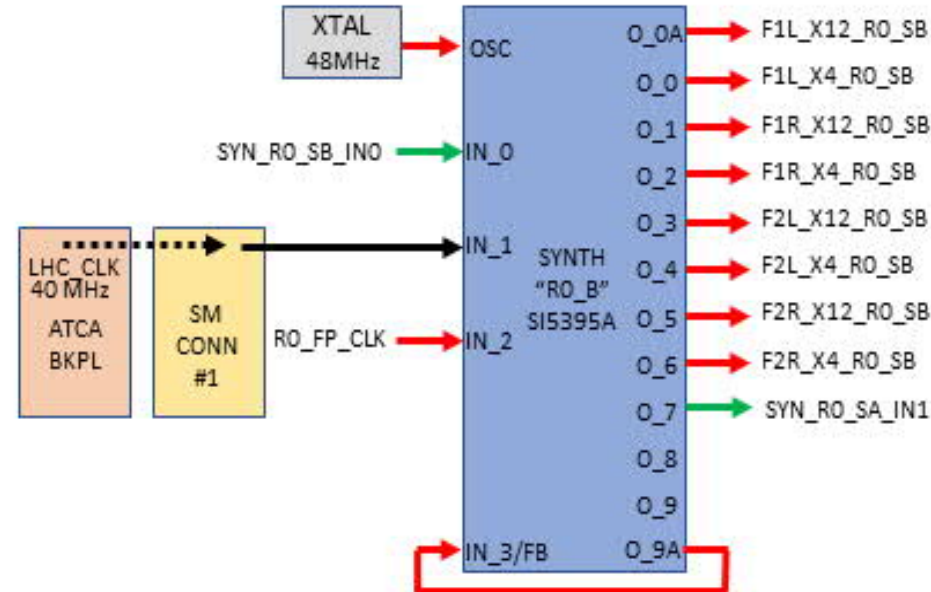 XTAL
48MHz
OSC
SYN_R0_SB_IN0
IN_0
LHC_CLK
40 MHz
ATCA
BKPL
SM
CONN
#1
IN_1
R0_FP_CLK
IN_2
IN_3/FB
SYNTH
“R0_B”
SI5395A
O_0A
F1L_X12_R0_SB
O_0
F1L_X4_R0_SB
O_1
F1R_X12_R0_SB
O_2
F1R_X4_R0_SB
O_3
F2L_X12_R0_SB
O_4
F2L_X4_R0_SB
O_5
F2R_X12_R0_SB
O_6
F2R_X4_R0_SB
O_7
SYN_R0_SA_IN1
O_8
O_9
O_9A